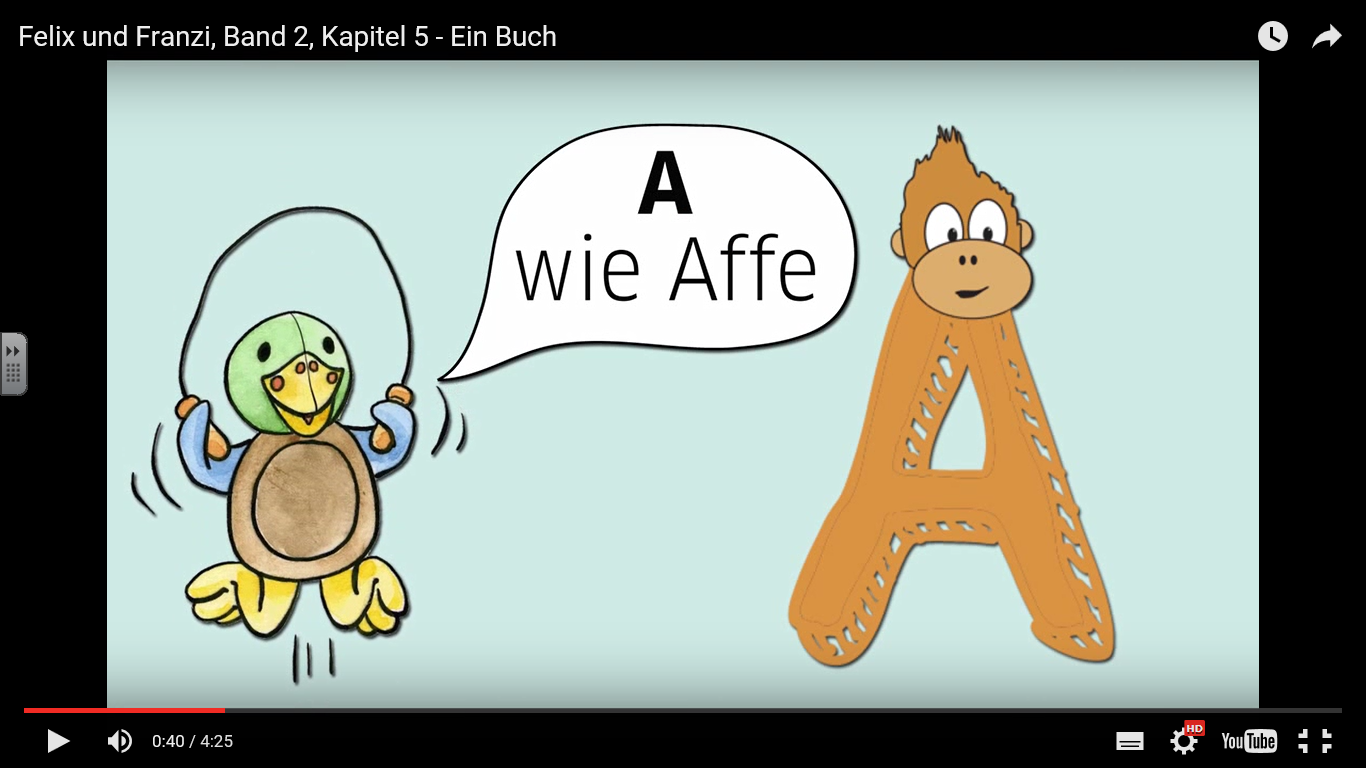 Felix und Franzi, Band 2, Kapitel 5 - Ein Buch
A
wie Affe
A
0:40 / 4:25
HD
YouTube